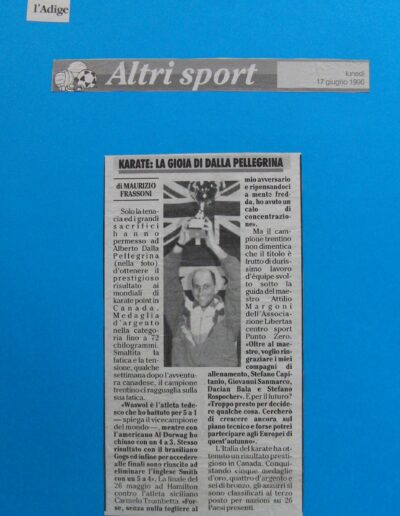 l'Adige
Altri sport
lunedì
17 giugno 1996
KARATE: LA GIOIA DI DALLA PELLEGRINA
di MAURIZIO
FRASSONI
Solo la tena-
cia ed i grandi
sacrifici
hanno
permesso ad
Alberto Dalla
Pellegrina
(nella foto)
d'ottenere il
prestigioso
risultato ai
mondiali di
karate point in
Canada.
Medaglia
d'argento nella
categoria
fino a 72
chilogrammi.
Smaltita la
fatica e la ten-
sione, qualche
settimana dopo l'avventu-
ra canadese, il campione
trentino ci ragguaglia sulla
sua fatica.
«Waswol è l'atleta tede-
sco che ho battuto per 5 a 1
— spiega il vicecampione
del mondo —, mentre con
l'americano Al Dorwag ho
chiuso con un 4 a 3. Stesso
risultato con il brasiliano
Gogs ed infine per accedere
alle finali sono riuscito ad
eliminare l'inglese Smith
con un 5 a 4». La finale del
26 maggio ad Hamilton
contro l'atleta siciliano
Carmelo Trombetta. «For-
se, senza nulla togliere al
mio avversario
e ripensandoci
a mente fred-
da, ho avuto un
calo di
concentrazio-
ne».
Ma il campione
trentino non
dimentica
che il titolo è
frutto di duris-
simo lavoro
d'équipe svol-
to sotto la
guida del mae-
stro Attilio
Margoni
dell'Associa-
zione Libertas
centro sport
Punto Zero.
«Oltre al mae-
stro, voglio rin-
graziare i miei
compagni di
allenamento, Stefano Capi-
tanio, Giovanni Sanmarco,
Dacian Bala e Stefano
Rospocher». E per il futuro?
«Troppo presto per decidere
qualche cosa. Cercherò
di crescere ancora sul
piano tecnico e forse potrei
partecipare agli Europei di
quest'autunno».
L'Italia del karate ha ot-
tenuto un risultato presti-
gioso in Canada. Conqui-
stando cinque medaglie
d'oro, quattro d'argento e
sei di bronzo, gli azzurri si
sono classificati al terzo
posto per nazioni su 26
Paesi presenti.